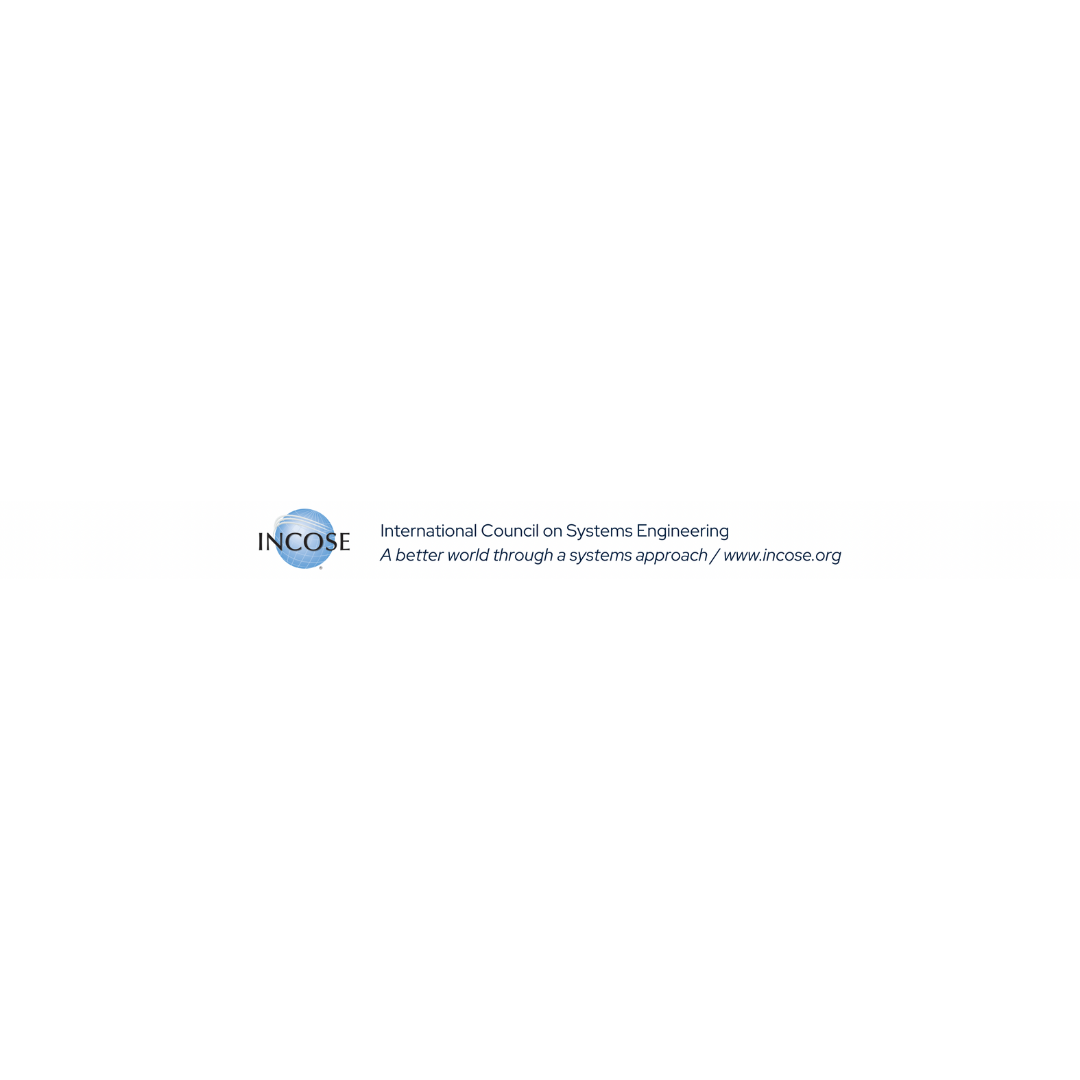 INCOSE
International Council on Systems Engineering
A better world through a systems approach / www.incose.org